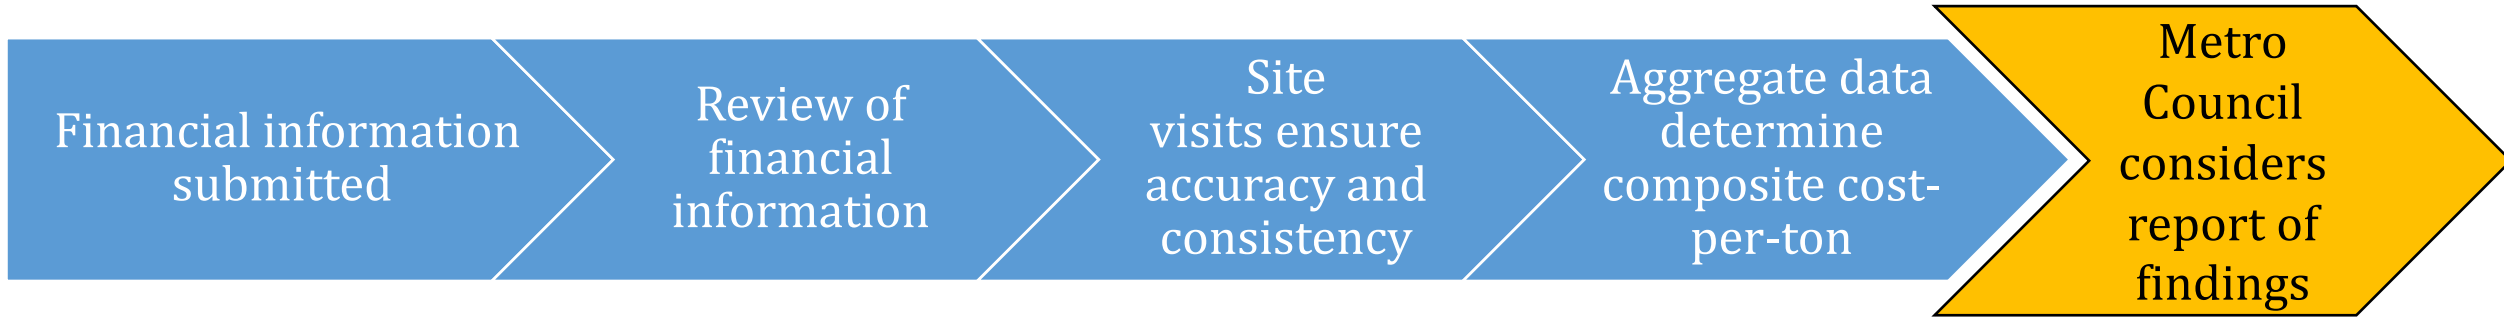 Financial information
submitted
Review of
financial
information
Site
visits ensure
accuracy and
consistency
Aggregate data
determine
composite cost-
per-ton
Metro
Council
considers
report of
findings